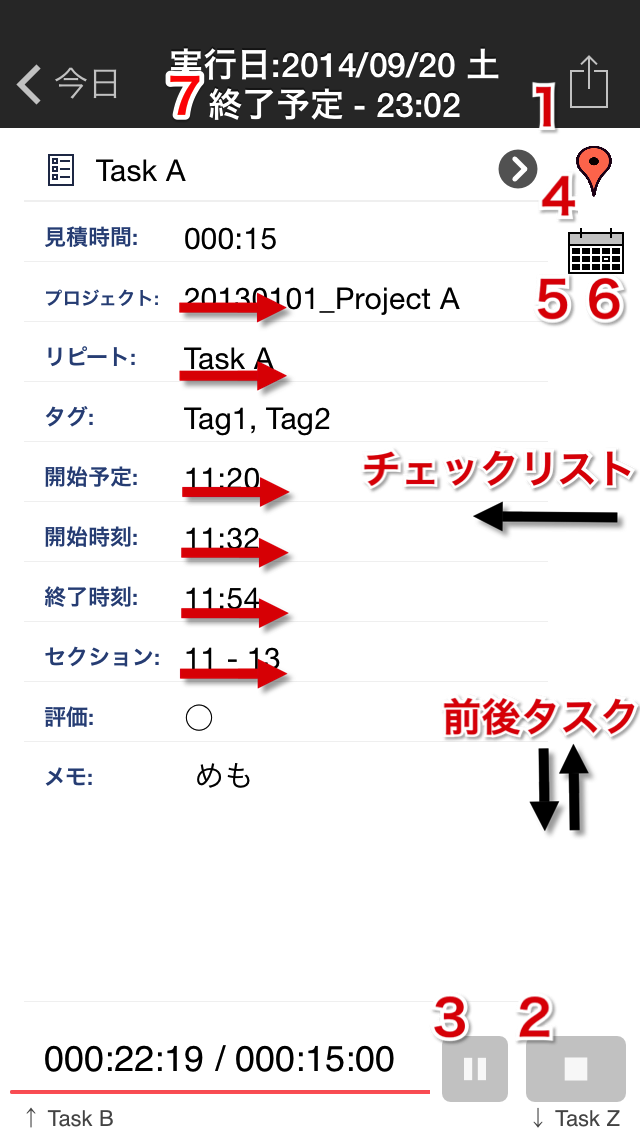 今日
実行日:2014/09/20 土
7 終了予定 - 23:02
1
Task A
4
見積時間: 000:15
5 6
プロジェクト: 20130101_Project A
リピート: Task A
タグ: Tag1, Tag2
開始予定: 11:20
チェックリスト
開始時刻: 11:32
終了時刻: 11:54
セクション: 11 - 13
評価: ○
前後タスク
メモ: めも
3 2
000:22:19 / 000:15:00
↑ Task B
↓ Task Z